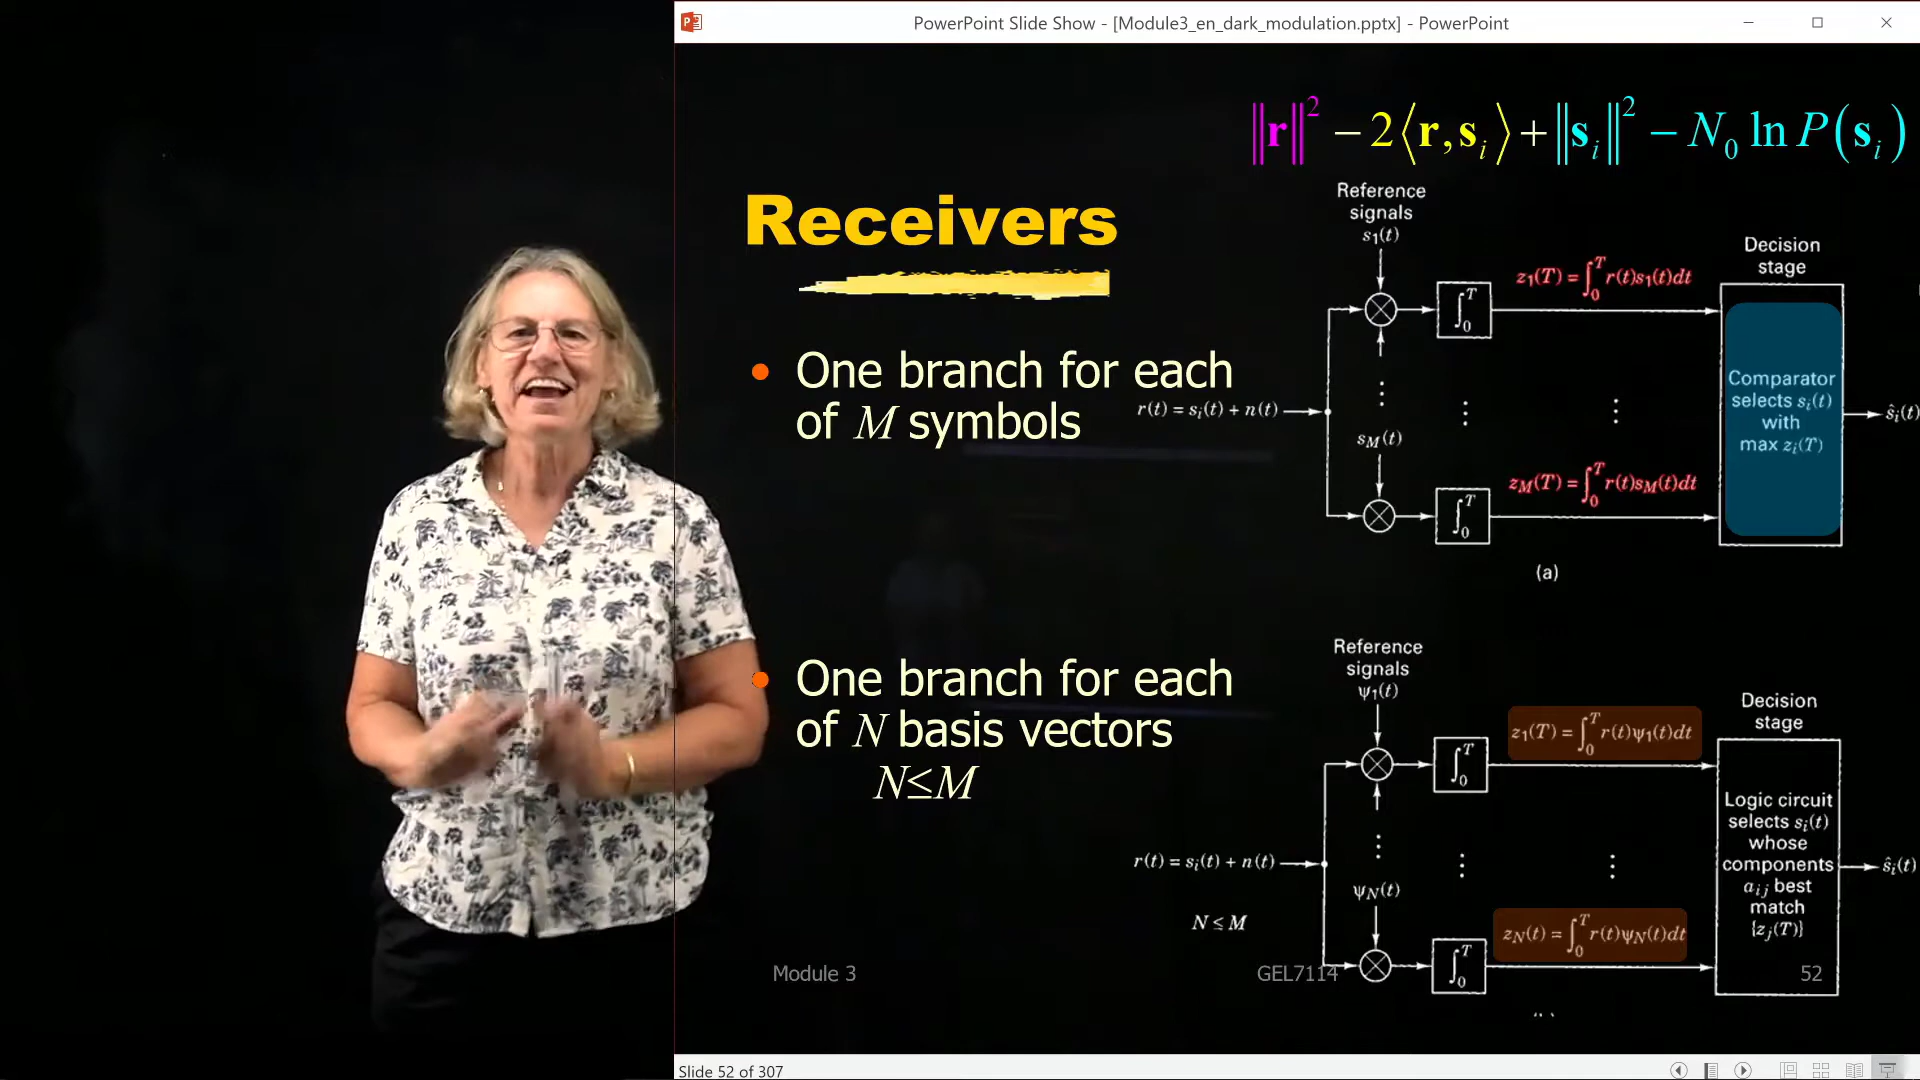 PowerPoint Slide Show - [Module3_en_dark_modulation.pptx] - PowerPoint
‖r‖² − 2⟨r, sᵢ⟩ + ‖sᵢ‖² − N₀ ln P(sᵢ)
Receivers
• One branch for each
of M symbols
Reference
signals
s₁(t)
∫₀ᵀ
z₁(T) = ∫₀ᵀ r(t)s₁(t)dt
Decision
stage
r(t) = sᵢ(t) + n(t)
Comparator
selects sᵢ(t)
with
max zᵢ(T)
ŝᵢ(t)
s_M(t)
∫₀ᵀ
z_M(T) = ∫₀ᵀ r(t)s_M(t)dt
(a)
• One branch for each
of N basis vectors
N≤M
Reference
signals
ψ₁(t)
∫₀ᵀ
z₁(T) = ∫₀ᵀ r(t)ψ₁(t)dt
Decision
stage
r(t) = sᵢ(t) + n(t)
N ≤ M
Logic circuit
selects sᵢ(t)
whose
components
aᵢⱼ best
match
{zⱼ(T)}
ŝᵢ(t)
ψ_N(t)
∫₀ᵀ
z_N(t) = ∫₀ᵀ r(t)ψ_N(t)dt
Module 3
GEL7114
52
Slide 52 of 307